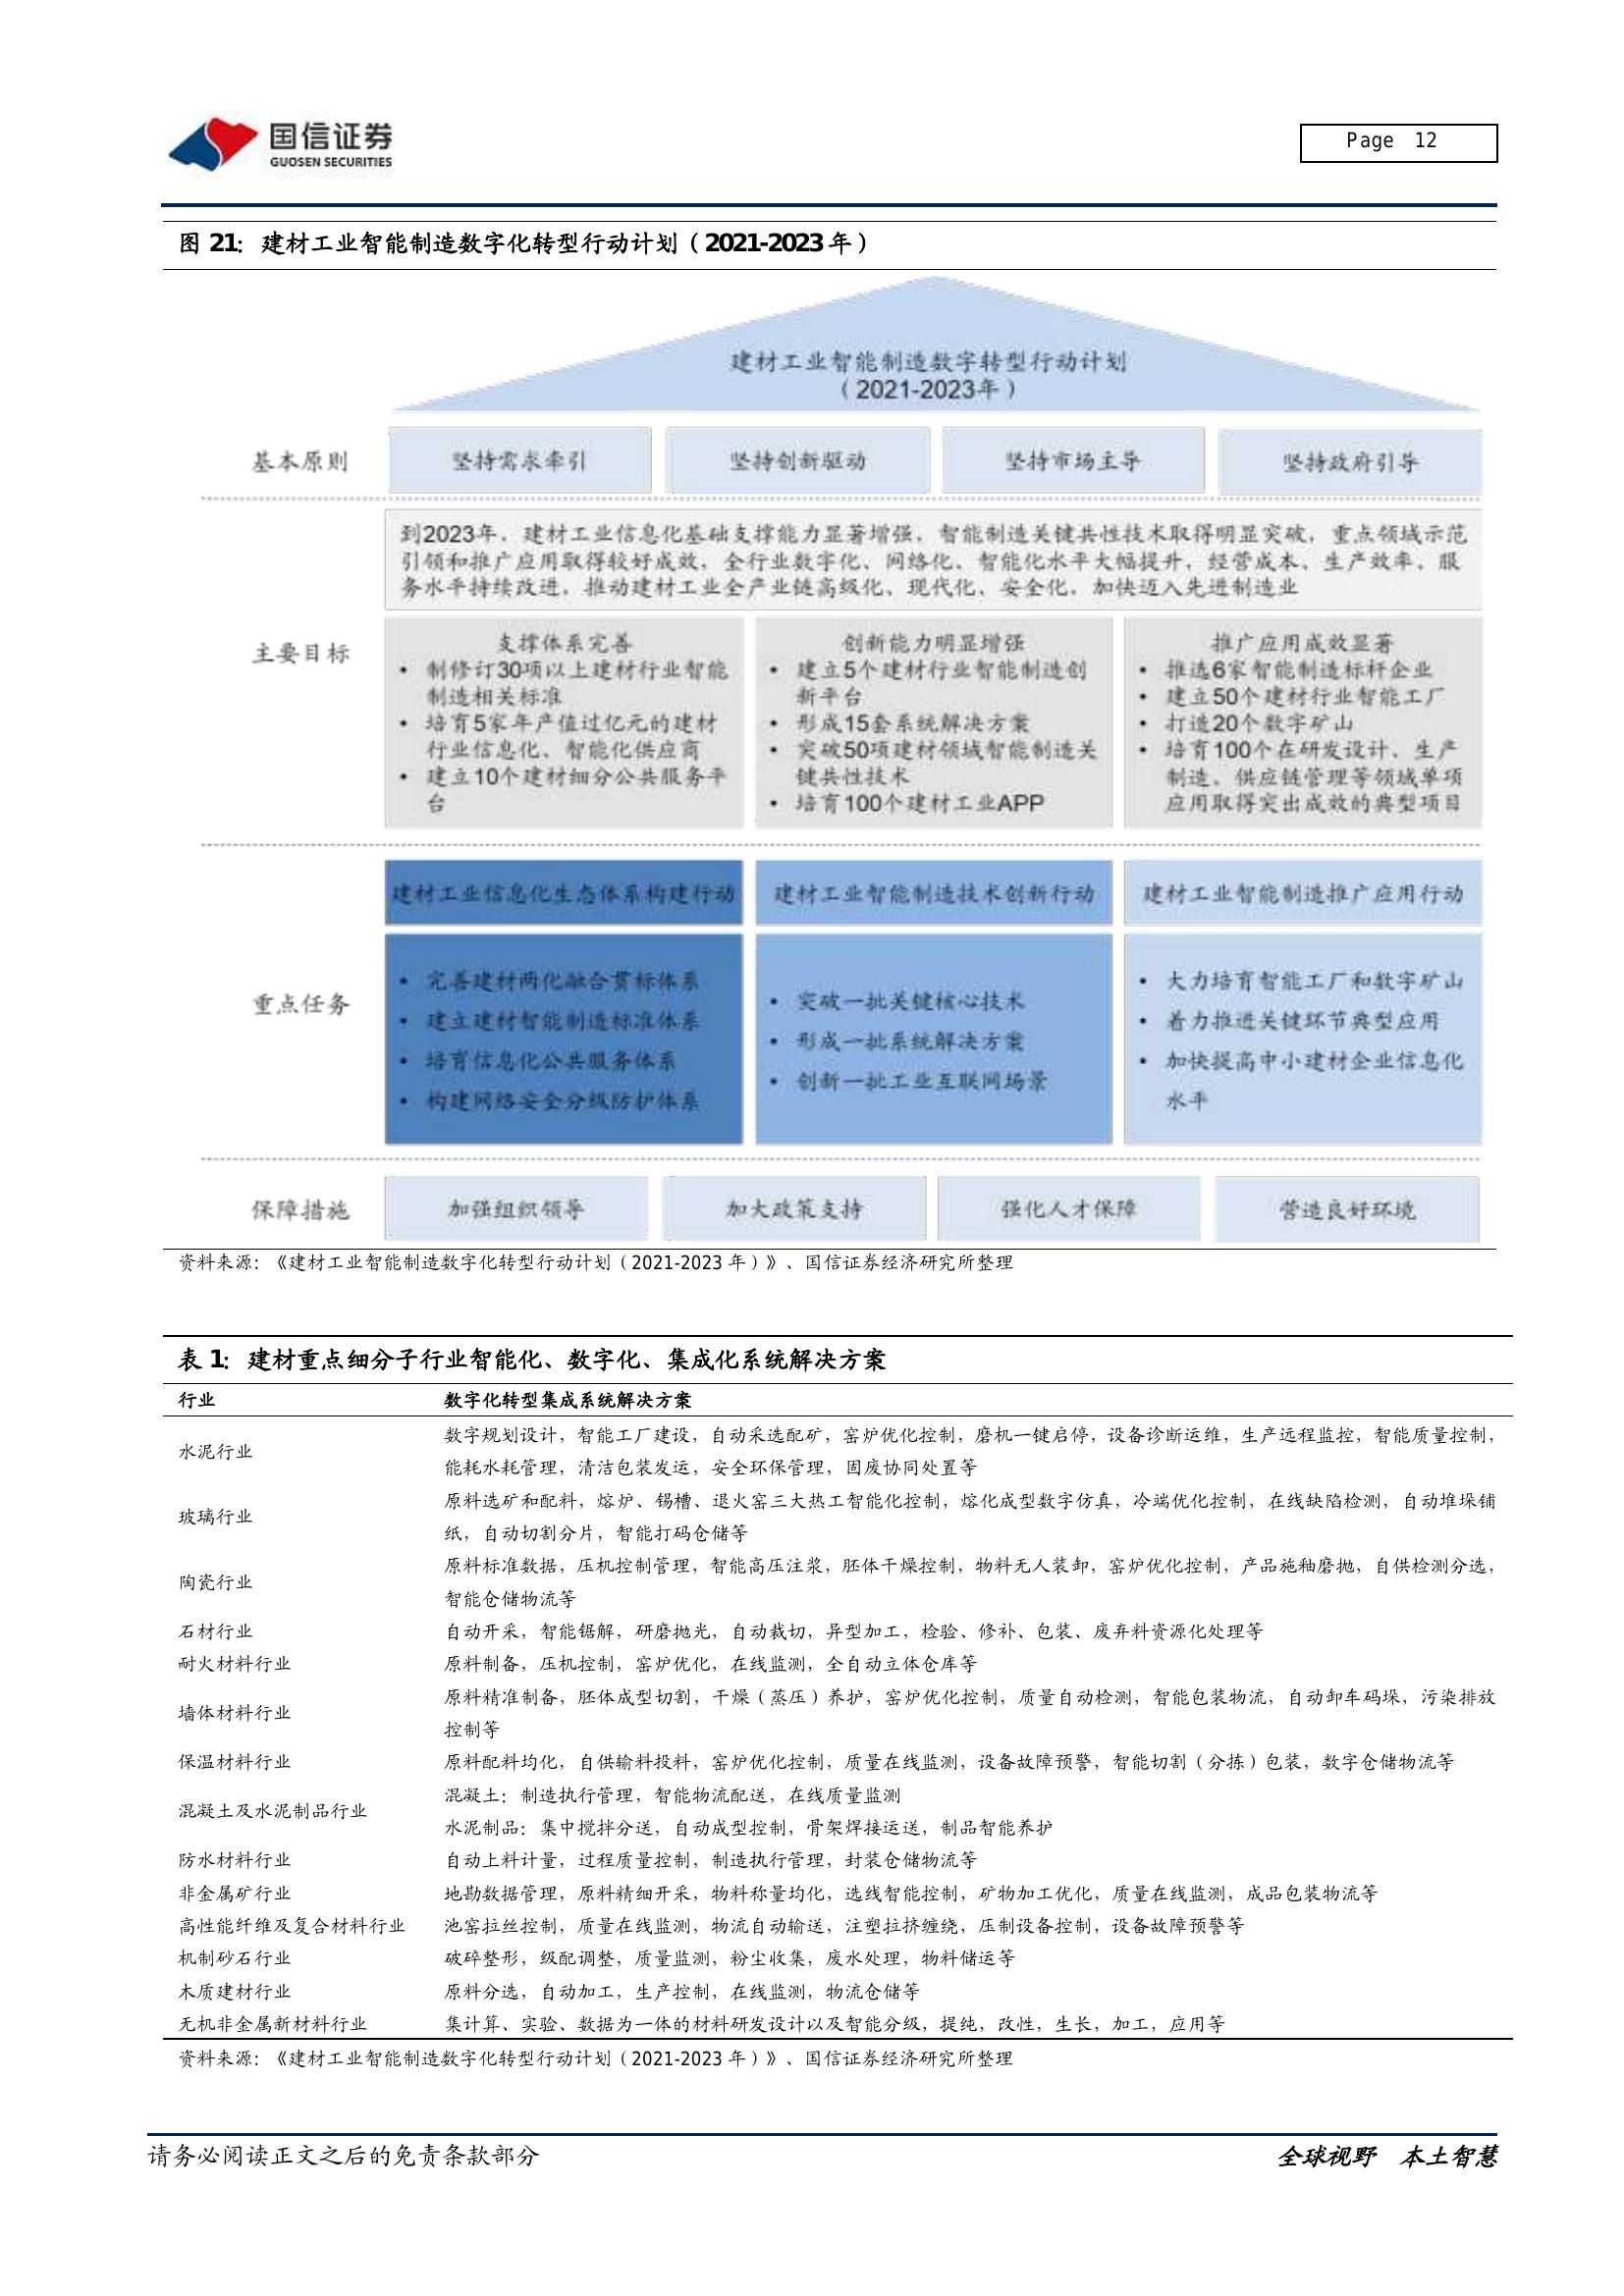 国信证券
GUOSEN SECURITIES
Page 12
图 21：建材工业智能制造数字化转型行动计划（2021-2023 年）
建材工业智能制造数字转型行动计划
（2021-2023年）
基本原则
坚持需求牵引
坚持创新驱动
坚持市场主导
坚持政府引导
主要目标
到2023年，建材工业信息化基础支撑能力显著增强，智能制造关键共性技术取得明显突破，重点领域示范
引领和推广应用取得较好成效，全行业数字化、网络化、智能化水平大幅提升，经营成本、生产效率、服
务水平持续改进，推动建材工业全产业链高级化、现代化、安全化，加快迈入先进制造业
支撑体系完善
• 制修订30项以上建材行业智能
制造相关标准
• 培育5家年产值过亿元的建材
行业信息化、智能化供应商
• 建立10个建材细分公共服务平
台
创新能力明显增强
• 建立5个建材行业智能制造创
新平台
• 形成15套系统解决方案
• 突破50项建材领域智能制造关
键共性技术
• 培育100个建材工业APP
推广应用成效显著
• 推选6家智能制造标杆企业
• 建立50个建材行业智能工厂
• 打造20个数字矿山
• 培育100个在研发设计、生产
制造、供应链管理等领域单项
应用取得突出成效的典型项目
重点任务
建材工业信息化生态体系构建行动
• 完善建材两化融合贯标体系
• 建立建材智能制造标准体系
• 培育信息化公共服务体系
• 构建网络安全分级防护体系
建材工业智能制造技术创新行动
• 突破一批关键核心技术
• 形成一批系统解决方案
• 创新一批工业互联网场景
建材工业智能制造推广应用行动
• 大力培育智能工厂和数字矿山
• 着力推进关键环节典型应用
• 加快提高中小建材企业信息化
水平
保障措施
加强组织领导
加大政策支持
强化人才保障
营造良好环境
资料来源：《建材工业智能制造数字化转型行动计划（2021-2023 年）》、国信证券经济研究所整理
表 1：建材重点细分子行业智能化、数字化、集成化系统解决方案
行业 数字化转型集成系统解决方案
水泥行业
数字规划设计，智能工厂建设，自动采选配矿，窑炉优化控制，磨机一键启停，设备诊断运维，生产远程监控，智能质量控制，
能耗水耗管理，清洁包装发运，安全环保管理，固废协同处置等
玻璃行业
原料选矿和配料，熔炉、锡槽、退火窑三大热工智能化控制，熔化成型数字仿真，冷端优化控制，在线缺陷检测，自动堆垛铺
纸，自动切割分片，智能打码仓储等
陶瓷行业
原料标准数据，压机控制管理，智能高压注浆，胚体干燥控制，物料无人装卸，窑炉优化控制，产品施釉磨抛，自供检测分选，
智能仓储物流等
石材行业 自动开采，智能锯解，研磨抛光，自动裁切，异型加工，检验、修补、包装、废弃料资源化处理等
耐火材料行业 原料制备，压机控制，窑炉优化，在线监测，全自动立体仓库等
墙体材料行业
原料精准制备，胚体成型切割，干燥（蒸压）养护，窑炉优化控制，质量自动检测，智能包装物流，自动卸车码垛，污染排放
控制等
保温材料行业 原料配料均化，自供输料投料，窑炉优化控制，质量在线监测，设备故障预警，智能切割（分拣）包装，数字仓储物流等
混凝土及水泥制品行业
混凝土：制造执行管理，智能物流配送，在线质量监测
水泥制品：集中搅拌分送，自动成型控制，骨架焊接运送，制品智能养护
防水材料行业 自动上料计量，过程质量控制，制造执行管理，封装仓储物流等
非金属矿行业 地勘数据管理，原料精细开采，物料称量均化，选线智能控制，矿物加工优化，质量在线监测，成品包装物流等
高性能纤维及复合材料行业 池窑拉丝控制，质量在线监测，物流自动输送，注塑拉挤缠绕，压制设备控制，设备故障预警等
机制砂石行业 破碎整形，级配调整，质量监测，粉尘收集，废水处理，物料储运等
木质建材行业 原料分选，自动加工，生产控制，在线监测，物流仓储等
无机非金属新材料行业 集计算、实验、数据为一体的材料研发设计以及智能分级，提纯，改性，生长，加工，应用等
资料来源：《建材工业智能制造数字化转型行动计划（2021-2023 年）》、国信证券经济研究所整理
请务必阅读正文之后的免责条款部分
全球视野 本土智慧